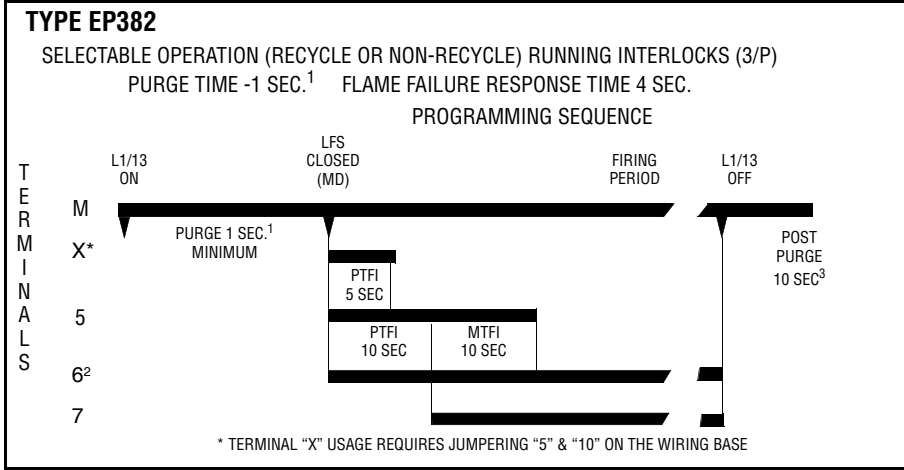 TYPE EP382
SELECTABLE OPERATION (RECYCLE OR NON-RECYCLE) RUNNING INTERLOCKS (3/P)
PURGE TIME -1 SEC.1 FLAME FAILURE RESPONSE TIME 4 SEC.
PROGRAMMING SEQUENCE
TERMINALS
L1/13
ON
LFS
CLOSED
(MD)
FIRING
PERIOD
L1/13
OFF
M
PURGE 1 SEC.1
MINIMUM
POST
PURGE
10 SEC3
X*
PTFI
5 SEC
5
PTFI
10 SEC
MTFI
10 SEC
6²
7
* TERMINAL “X” USAGE REQUIRES JUMPERING “5” & “10” ON THE WIRING BASE